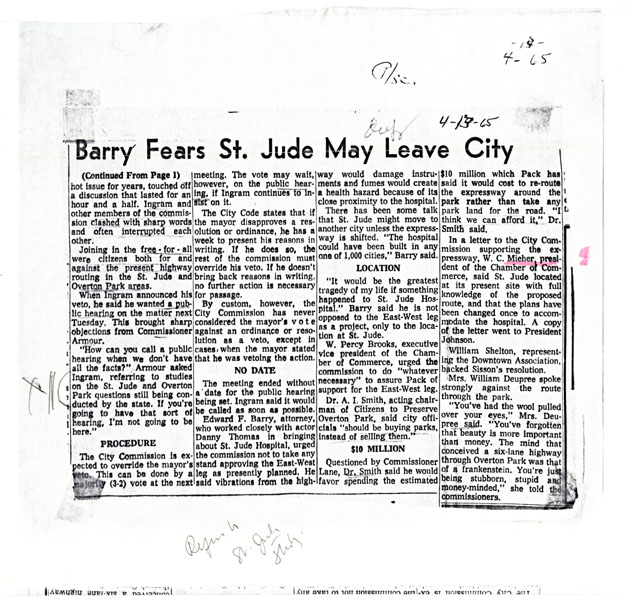 4-65
4-13-65
Barry Fears St. Jude May Leave City
(Continued From Page 1)
hot issue for years, touched off
a discussion that lasted for an
hour and a half. Ingram and
other members of the commis-
sion clashed with sharp words
and often interrupted each
other.
Joining in the free-for-all
were citizens both for and
against the present highway
routing in the St. Jude and
Overton Park areas.
When Ingram announced his
veto, he said he wanted a pub-
lic hearing on the matter next
Tuesday. This brought sharp
objections from Commissioner
Armour.
"How can you call a public
hearing when we don't have
all the facts?" Armour asked
Ingram, referring to studies
on the St. Jude and Overton
Park questions still being con-
ducted by the state. If you're
going to have that sort of
hearing, I'm not going to be
here."
PROCEDURE
The City Commission is ex-
pected to override the mayor's
veto. This can be done by a
majority (3-2) vote at the next
meeting. The vote may wait,
however, on the public hear-
ing, if Ingram continues to in-
sist on it.
The City Code states that if
the mayor disapproves a res-
olution or ordinance, he has a
week to present his reasons in
writing. If he does so, the
rest of the commission must
override his veto. If he doesn't
bring back reasons in writing,
no further action is necessary
for passage.
By custom, however, the
City Commission has never
considered the mayor's vote
against an ordinance or reso-
lution as a veto, except in
cases when the mayor stated
that he was vetoing the action.
NO DATE
The meeting ended without
a date for the public hearing
being set. Ingram said it would
be called as soon as possible.
Edward F. Barry, attorney,
who worked closely with actor
Danny Thomas in bringing
about St. Jude Hospital, urged
the commission not to take any
stand approving the East-West
leg as presently planned. He
said vibrations from the high-
way would damage instru-
ments and fumes would create
a health hazard because of its
close proximity to the hospital.
There has been some talk
that St. Jude might move to
another city unless the express-
way is shifted. "The hospital
could have been built in any
one of 1,000 cities," Barry said.
LOCATION
"It would be the greatest
tragedy of my life if something
happened to St. Jude Hos-
pital." Barry said he is not
opposed to the East-West leg
as a project, only to the loca-
tion at St. Jude.
W. Percy Brooks, executive
vice president of the Cham-
ber of Commerce, urged the
commission to do "whatever
necessary" to assure Pack of
support for the East-West leg.
Dr. A. I. Smith, acting chair-
man of Citizens to Preserve
Overton Park, said city offi-
cials "should be buying parks,
instead of selling them."
$10 MILLION
Questioned by Commissioner
Lane, Dr. Smith said he would
favor spending the estimated
$10 million which Pack has
said it would cost to re-route
the expressway around the
park rather than take any
park land for the road. "I
think we can afford it," Dr.
Smith said.
In a letter to the City Com-
mission supporting the ex-
pressway, W. C. Mieher, presi-
dent of the Chamber of Com-
merce, said St. Jude located
at its present site with full
knowledge of the proposed
route, and that the plans have
been changed once to accom-
modate the hospital. A copy
of the letter went to President
Johnson.
William Shelton, represent-
ing the Downtown Association,
backed Sisson's resolution.
Mrs. William Deupree spoke
strongly against the route
through the park.
"You've had the wool pulled
over your eyes," Mrs. Deu-
pree said. "You've forgotten
that beauty is more important
than money. The mind that
conceived a six-lane highway
through Overton Park was that
of a frankenstein. You're just
being stubborn, stupid and
money-minded," she told the
commissioners.
St. Jude